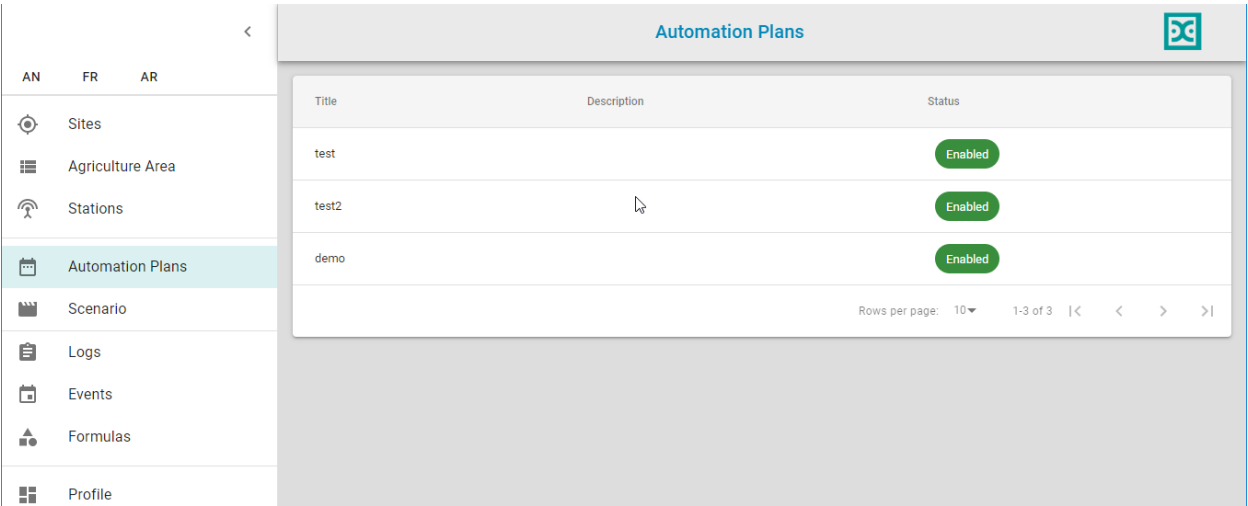 Automation Plans
AN FR AR
Sites
Agriculture Area
Stations
Automation Plans
Scenario
Logs
Events
Formulas
Profile
Title Description Status
test Enabled
test2 Enabled
demo Enabled
Rows per page: 10 1-3 of 3